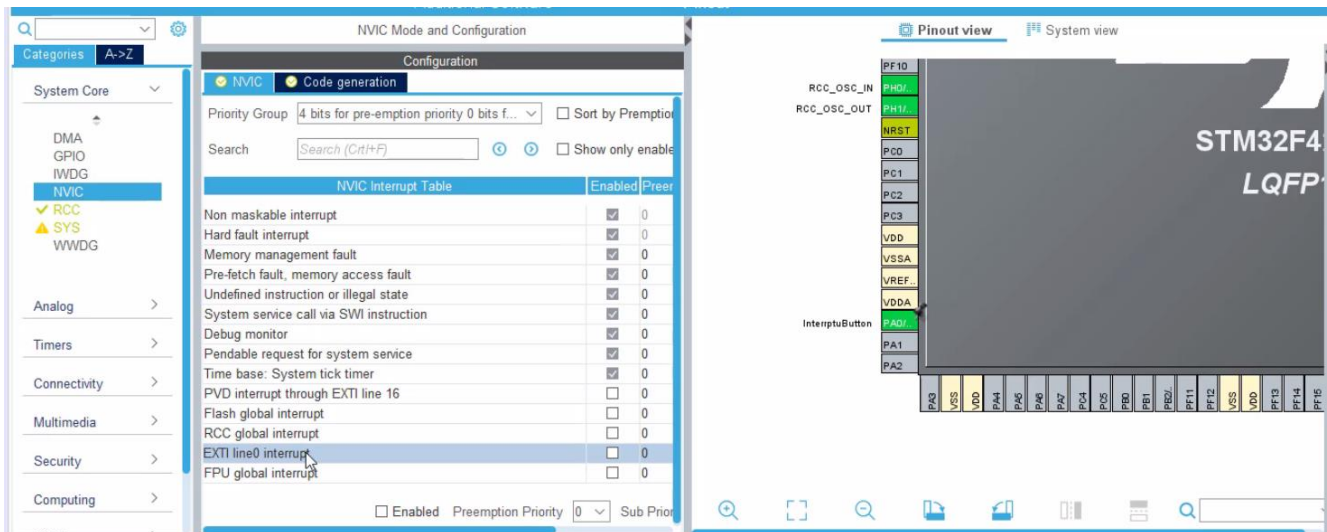 Pinout view System view
NVIC Mode and Configuration
Categories A->Z
Configuration
NVIC Code generation
System Core
Priority Group 4 bits for pre-emption priority 0 bits f... Sort by Premption
Search Search (CrtI+F) Show only enable
DMA
GPIO
IWDG
NVIC
RCC
SYS
WWDG
Analog
Timers
Connectivity
Multimedia
Security
Computing
NVIC Interrupt Table Enabled Preer
Non maskable interrupt 0
Hard fault interrupt 0
Memory management fault 0
Pre-fetch fault, memory access fault 0
Undefined instruction or illegal state 0
System service call via SWI instruction 0
Debug monitor 0
Pendable request for system service 0
Time base: System tick timer 0
PVD interrupt through EXTI line 16 0
Flash global interrupt 0
RCC global interrupt 0
EXTI line0 interrupt 0
FPU global interrupt 0
Enabled Preemption Priority 0 Sub Prior
PF10
RCC_OSC_IN PH0/..
RCC_OSC_OUT PH1/..
NRST
PC0
PC1
PC2
PC3
VDD
VSSA
VREF..
VDDA
InterrptuButton PA0/..
PA1
PA2
STM32F4
LQFP1
PA3 VSS VDD PA4 PA5 PA6 PA7 PC4 PC5 PB0 PB1 PB2/.. PF11 PF12 VSS VDD PF13 PF14 PF15